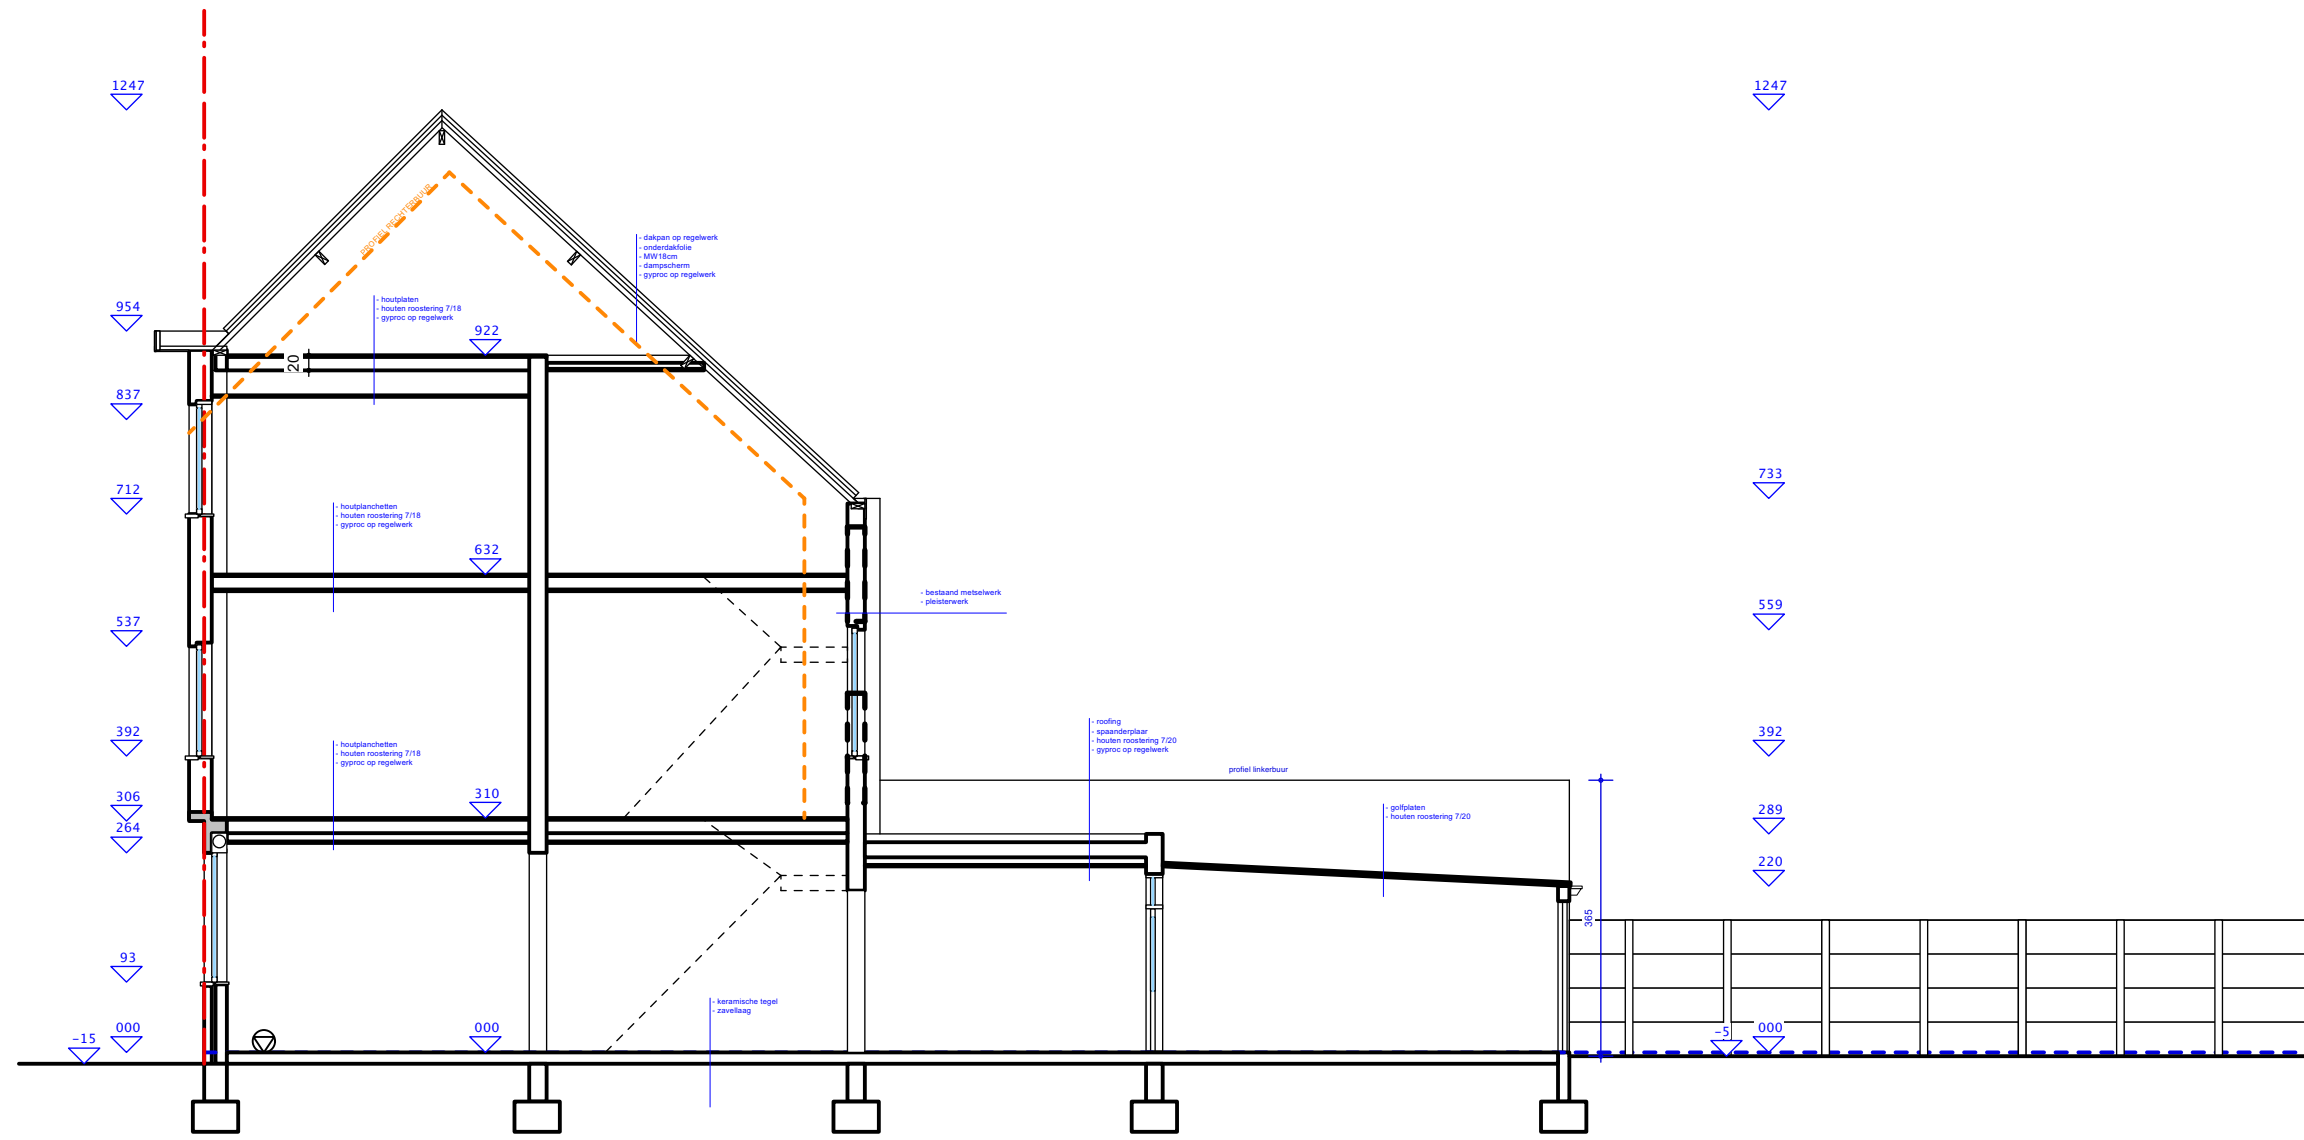 1247
1247
PROFIEL RECHTERBUUR
- dakpan op regelwerk
- onderdakfolie
- MW18cm
- dampscherm
- gyproc op regelwerk
- houtplaten
- houten roostering 7/18
- gyproc op regelwerk
954
922
20
837
733
712
- houtplanchetten
- houten roostering 7/18
- gyproc op regelwerk
632
- bestaand metselwerk
- pleisterwerk
559
537
- roofing
- spaanderplaar
- houten roostering 7/20
- gyproc op regelwerk
392
392
- houtplanchetten
- houten roostering 7/18
- gyproc op regelwerk
profiel linkerbuur
306
310
- golfplaten
- houten roostering 7/20
289
264
220
365
93
- keramische tegel
- zavellaag
-15
000
000
-5
000